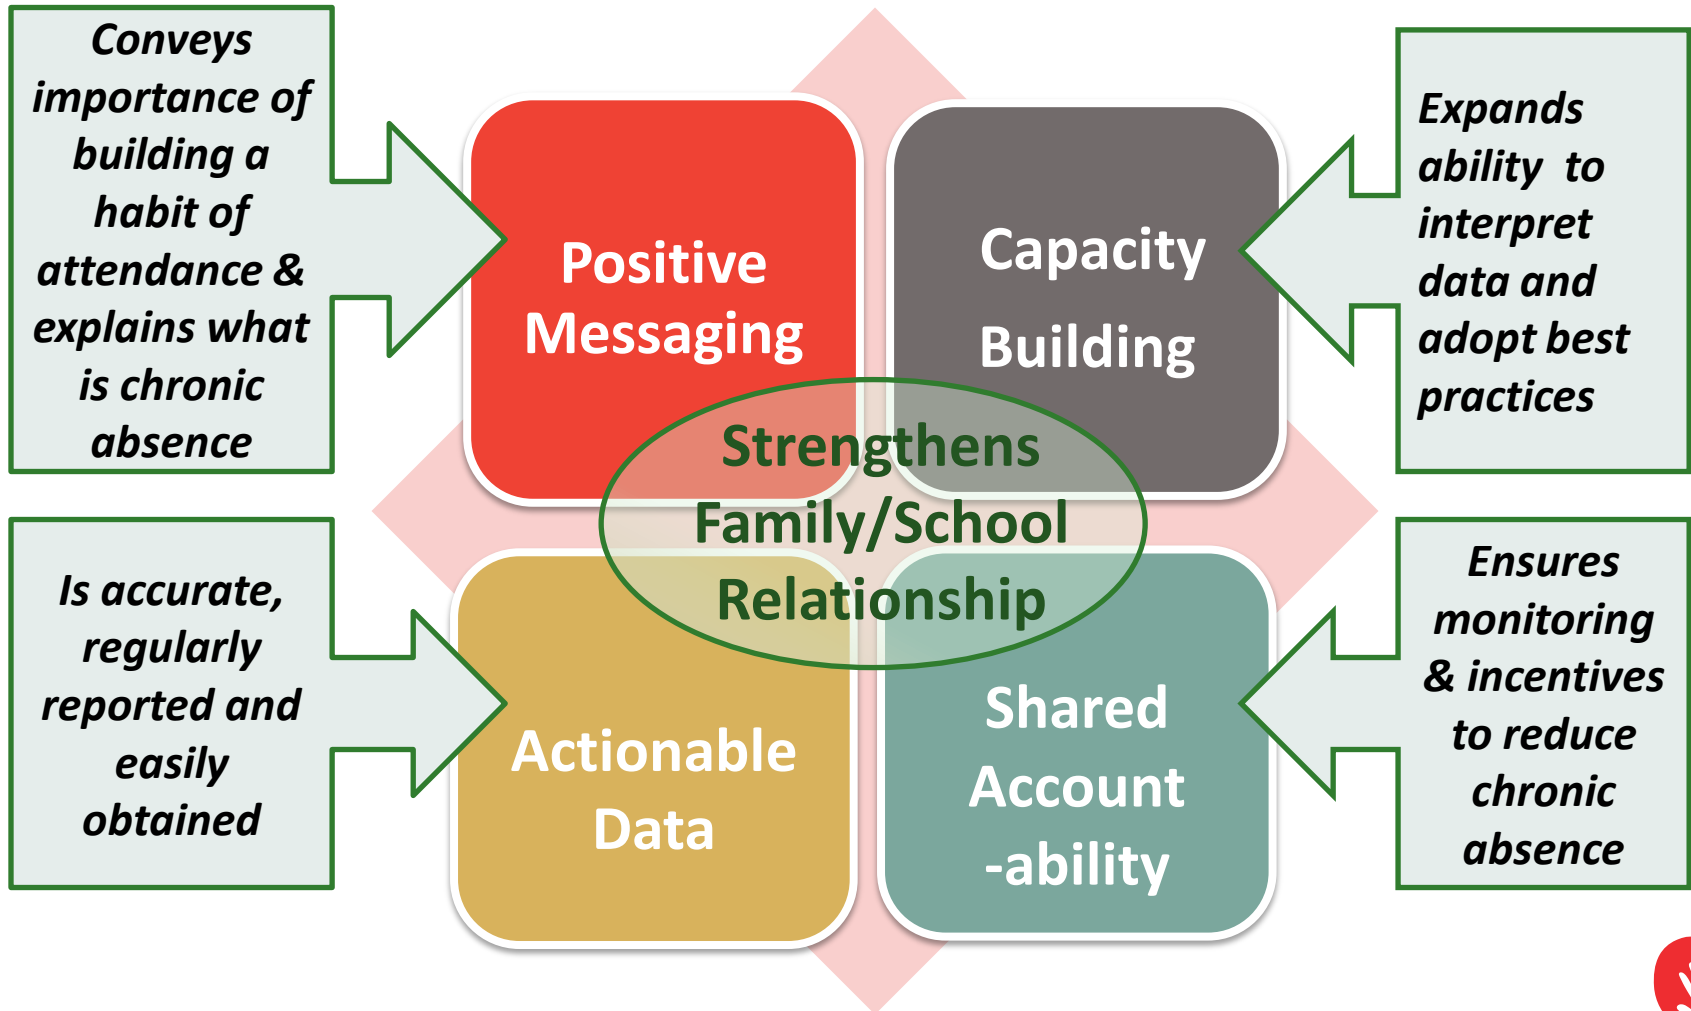 Conveys
importance of
building a
habit of
attendance &
explains what
is chronic
absence
Positive
Messaging
Capacity
Building
Expands
ability to
interpret
data and
adopt best
practices
Strengthens
Family/School
Relationship
Is accurate,
regularly
reported and
easily
obtained
Actionable
Data
Shared
Account
-ability
Ensures
monitoring
& incentives
to reduce
chronic
absence